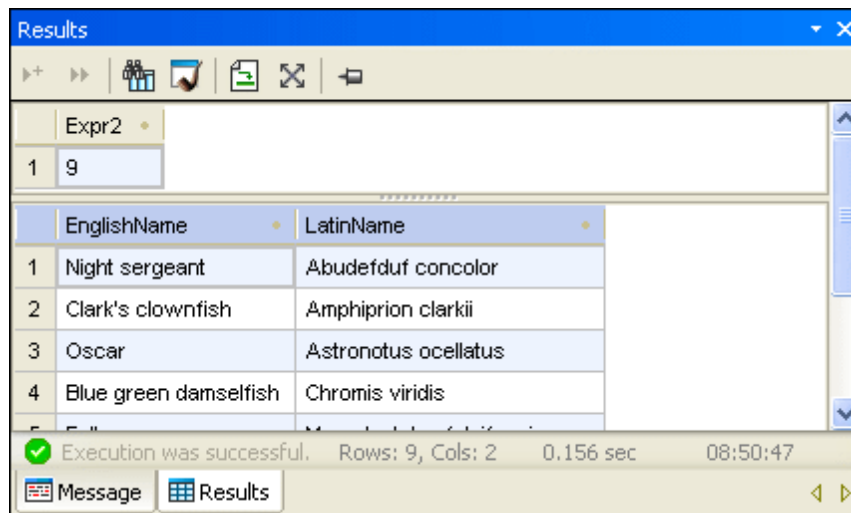 Results
Expr2
1 9
EnglishName LatinName
1 Night sergeant Abudefduf concolor
2 Clark's clownfish Amphiprion clarkii
3 Oscar Astronotus ocellatus
4 Blue green damselfish Chromis viridis
Execution was successful. Rows: 9, Cols: 2 0.156 sec 08:50:47
Message Results